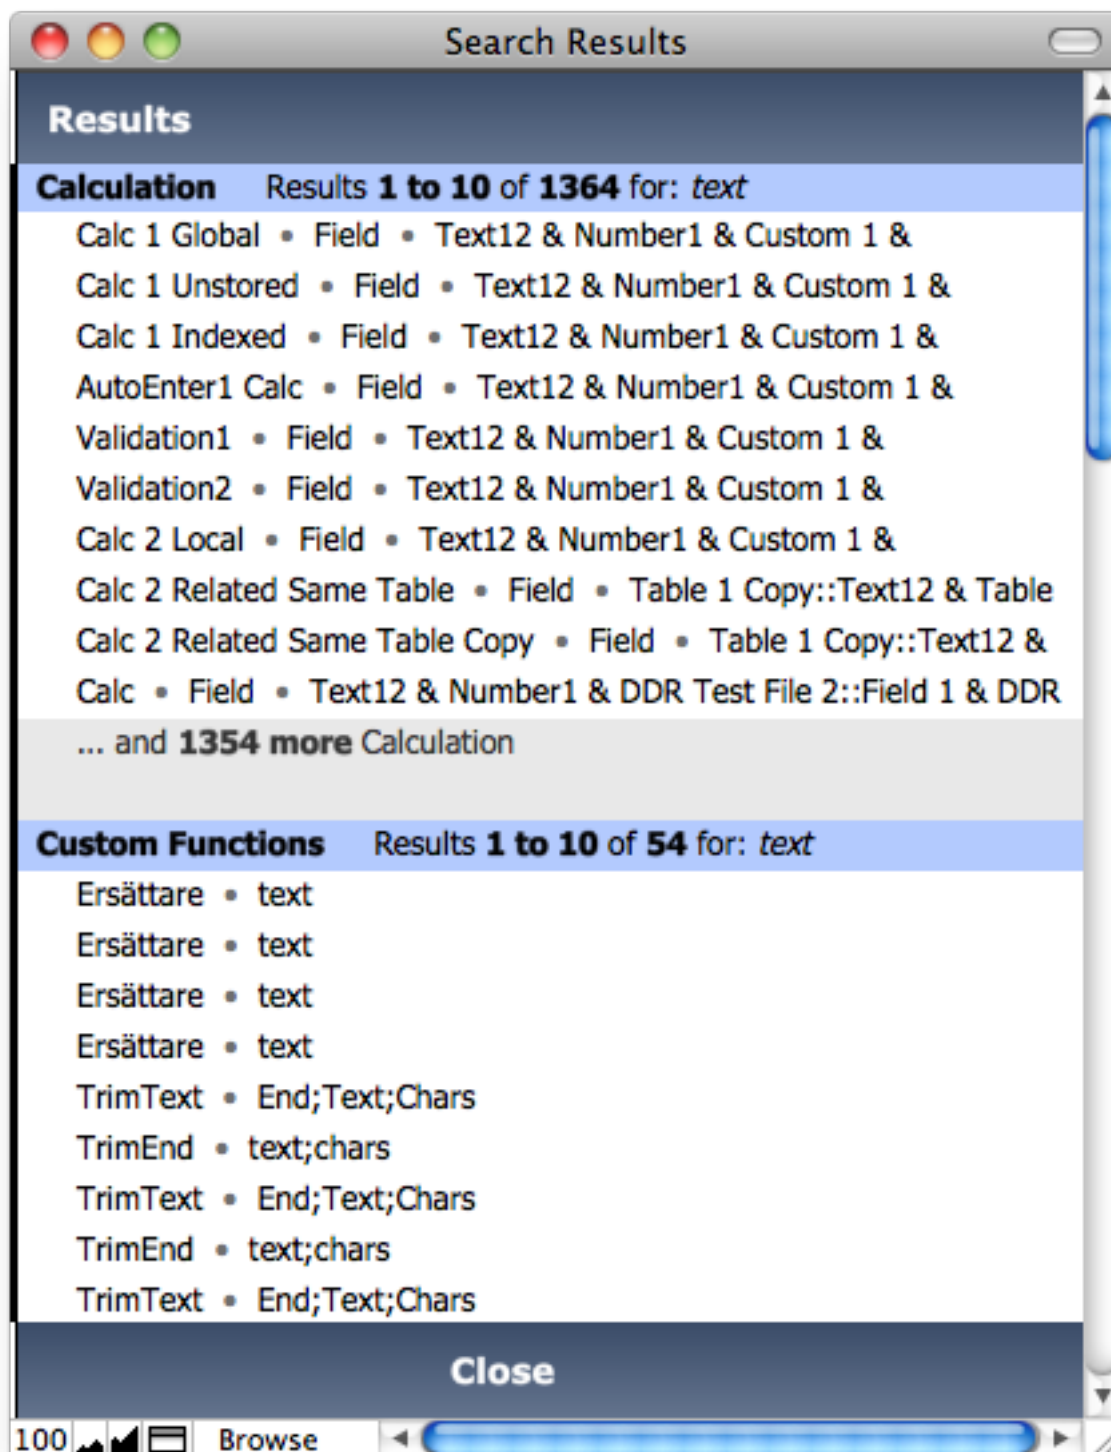 Search Results
Results
Calculation Results 1 to 10 of 1364 for: text
Calc 1 Global • Field • Text12 & Number1 & Custom 1 &
Calc 1 Unstored • Field • Text12 & Number1 & Custom 1 &
Calc 1 Indexed • Field • Text12 & Number1 & Custom 1 &
AutoEnter1 Calc • Field • Text12 & Number1 & Custom 1 &
Validation1 • Field • Text12 & Number1 & Custom 1 &
Validation2 • Field • Text12 & Number1 & Custom 1 &
Calc 2 Local • Field • Text12 & Number1 & Custom 1 &
Calc 2 Related Same Table • Field • Table 1 Copy::Text12 & Table
Calc 2 Related Same Table Copy • Field • Table 1 Copy::Text12 &
Calc • Field • Text12 & Number1 & DDR Test File 2::Field 1 & DDR
... and 1354 more Calculation
Custom Functions Results 1 to 10 of 54 for: text
Ersättare • text
Ersättare • text
Ersättare • text
Ersättare • text
TrimText • End;Text;Chars
TrimEnd • text;chars
TrimText • End;Text;Chars
TrimEnd • text;chars
TrimText • End;Text;Chars
Close
100 Browse